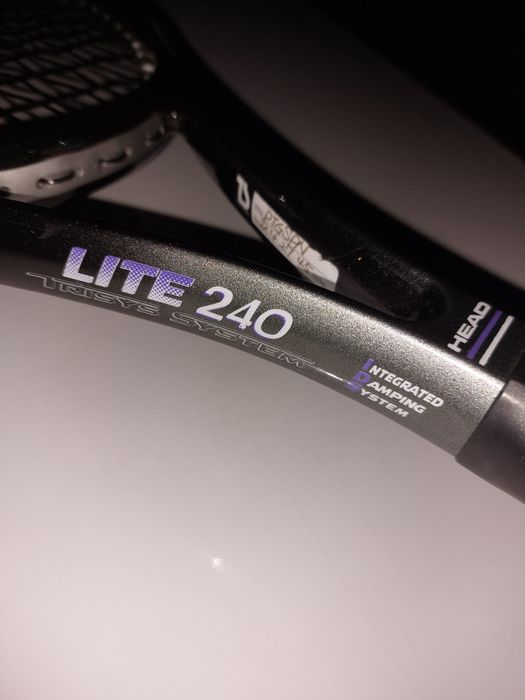 LITE 240
TRISYS SYSTEM
INTEGRATED
DAMPING
SYSTEM
HEAD